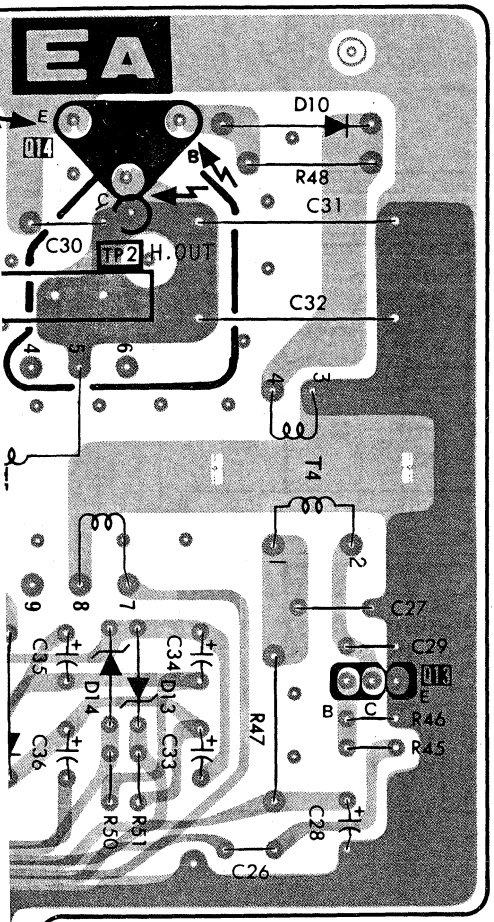 EA
D10
E
Q14
B
R48
C
C31
C30
TP2 H.OUT
C32
4
5
6
4
3
T4
1
2
9
8
7
C27
C35
C34
C29
Q13
D14
D13
E
B
C
R46
R47
R45
C36
C33
R50
R51
C28
C26